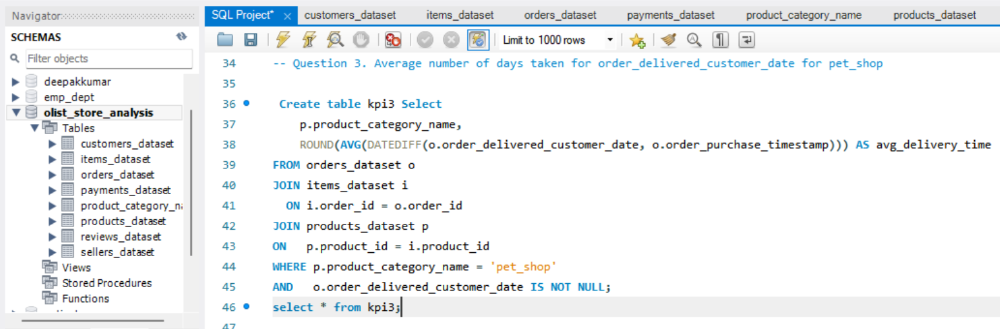 Navigator
SCHEMAS
Filter objects
deepakkumar
emp_dept
olist_store_analysis
Tables
customers_dataset
items_dataset
orders_dataset
payments_dataset
product_category_n
products_dataset
reviews_dataset
sellers_dataset
Views
Stored Procedures
Functions
SQL Project* × customers_dataset items_dataset orders_dataset payments_dataset product_category_name products_dataset
Limit to 1000 rows
34 -- Question 3. Average number of days taken for order_delivered_customer_date for pet_shop
35
36 Create table kpi3 Select
37 p.product_category_name,
38 ROUND(AVG(DATEDIFF(o.order_delivered_customer_date, o.order_purchase_timestamp))) AS avg_delivery_time
39 FROM orders_dataset o
40 JOIN items_dataset i
41 ON i.order_id = o.order_id
42 JOIN products_dataset p
43 ON p.product_id = i.product_id
44 WHERE p.product_category_name = 'pet_shop'
45 AND o.order_delivered_customer_date IS NOT NULL;
46 select * from kpi3;
47